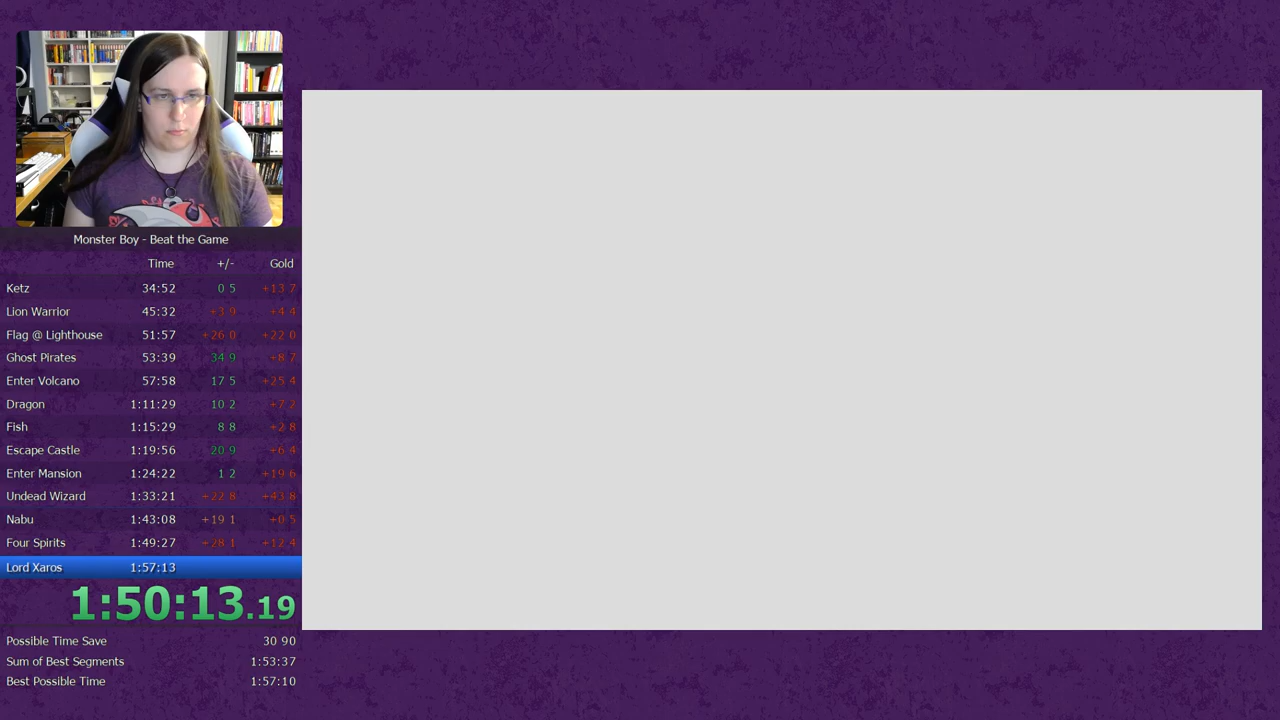 Monster Boy - Beat the Game
Time +/- Gold
Ketz 34:52 0 5 +13 7
Lion Warrior 45:32 +3 9 +4 4
Flag @ Lighthouse 51:57 +26 0 +22 0
Ghost Pirates 53:39 34 9 +8 7
Enter Volcano 57:58 17 5 +25 4
Dragon 1:11:29 10 2 +7 2
Fish 1:15:29 8 8 +2 8
Escape Castle 1:19:56 20 9 +6 4
Enter Mansion 1:24:22 1 2 +19 6
Undead Wizard 1:33:21 +22 8 +43 8
Nabu 1:43:08 +19 1 +0 5
Four Spirits 1:49:27 +28 1 +12 4
Lord Xaros 1:57:13
1:50:13.19
Possible Time Save 30 90
Sum of Best Segments 1:53:37
Best Possible Time 1:57:10